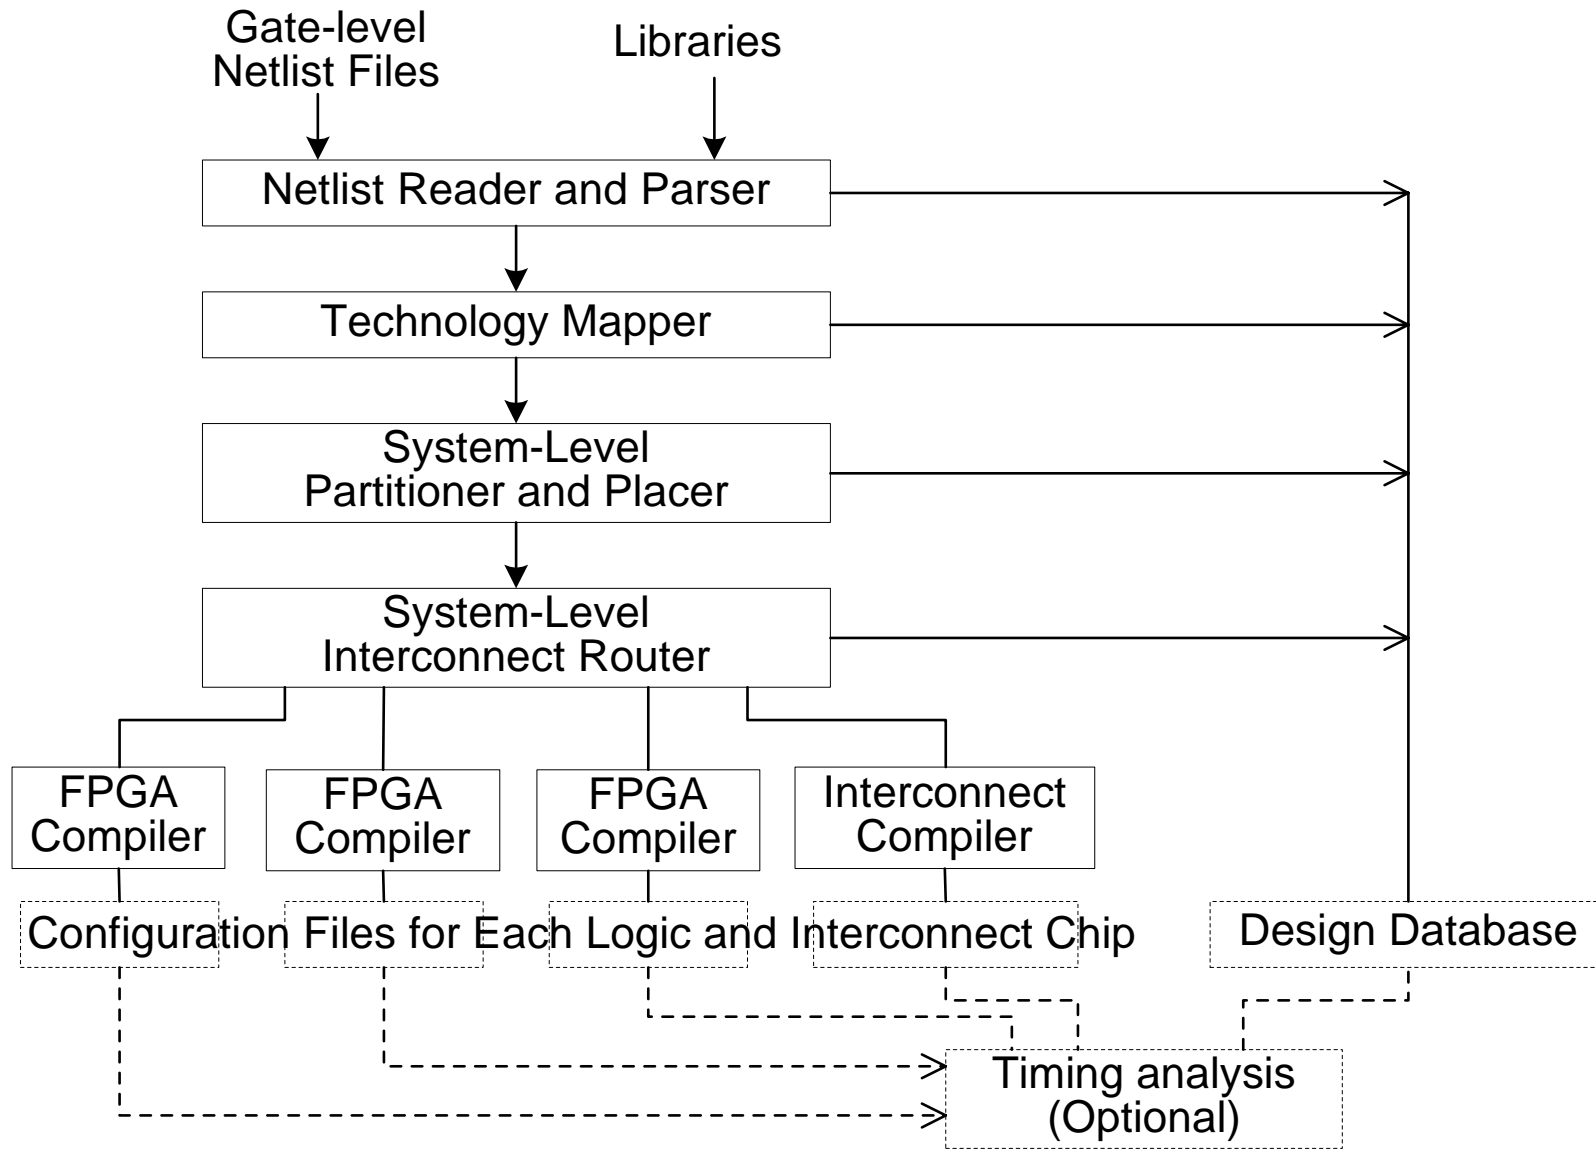 Gate-level
Netlist Files
Libraries
Netlist Reader and Parser
Technology Mapper
System-Level
Partitioner and Placer
System-Level
Interconnect Router
FPGA
Compiler
FPGA
Compiler
FPGA
Compiler
Interconnect
Compiler
Configuration Files for Each Logic and Interconnect Chip
Design Database
Timing analysis
(Optional)